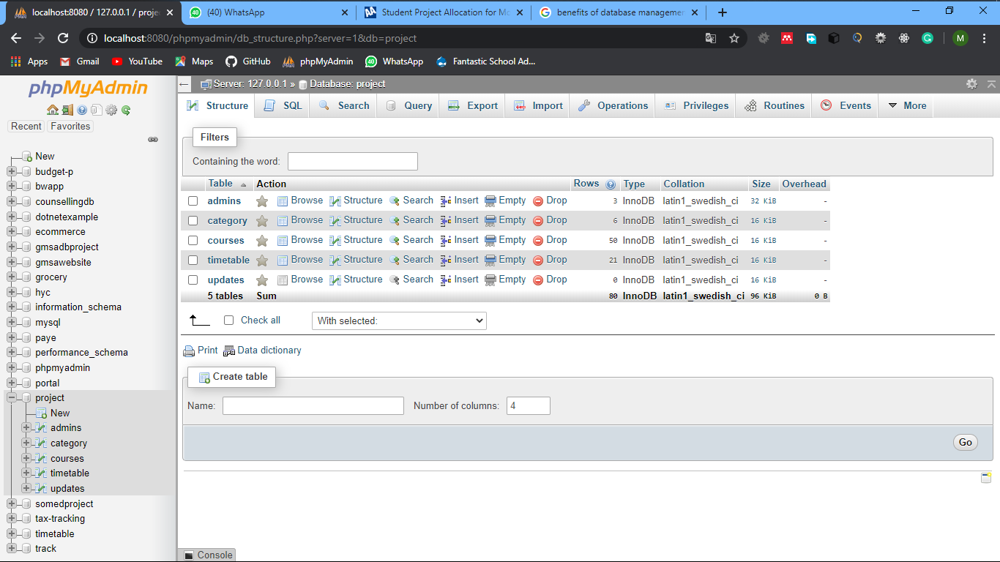 localhost:8080 / 127.0.0.1 / proje
(40) WhatsApp
Student Project Allocation for Mo
benefits of database managemen
localhost:8080/phpmyadmin/db_structure.php?server=1&db=project
M
Apps
Gmail
YouTube
Maps
GitHub
phpMyAdmin
WhatsApp
Fantastic School Ad...
phpMyAdmin
Recent
Favorites
New
budget-p
bwapp
counsellingdb
dotnetexample
ecommerce
gmsadbproject
gmsawebsite
grocery
hyc
information_schema
mysql
paye
performance_schema
phpmyadmin
portal
project
New
admins
category
courses
timetable
updates
somedproject
tax-tracking
timetable
track
Server: 127.0.0.1 » Database: project
Structure SQL Search Query Export Import Operations Privileges Routines Events More
Filters
Containing the word:
Table Action Rows Type Collation Size Overhead
admins Browse Structure Search Insert Empty Drop 3 InnoDB latin1_swedish_ci 32 KiB -
category Browse Structure Search Insert Empty Drop 6 InnoDB latin1_swedish_ci 16 KiB -
courses Browse Structure Search Insert Empty Drop 50 InnoDB latin1_swedish_ci 16 KiB -
timetable Browse Structure Search Insert Empty Drop 21 InnoDB latin1_swedish_ci 16 KiB -
updates Browse Structure Search Insert Empty Drop 0 InnoDB latin1_swedish_ci 16 KiB -
5 tables Sum 80 InnoDB latin1_swedish_ci 96 KiB 0 B
Check all
With selected:
Print
Data dictionary
Create table
Name:
Number of columns: 4
Go
Console